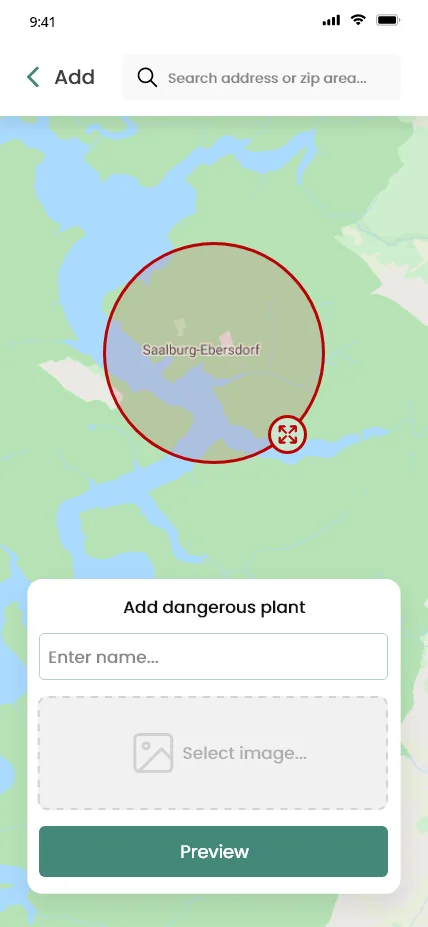 9:41
Add
Search address or zip area...
Saalburg-Ebersdorf
Add dangerous plant
Enter name...
Select image...
Preview